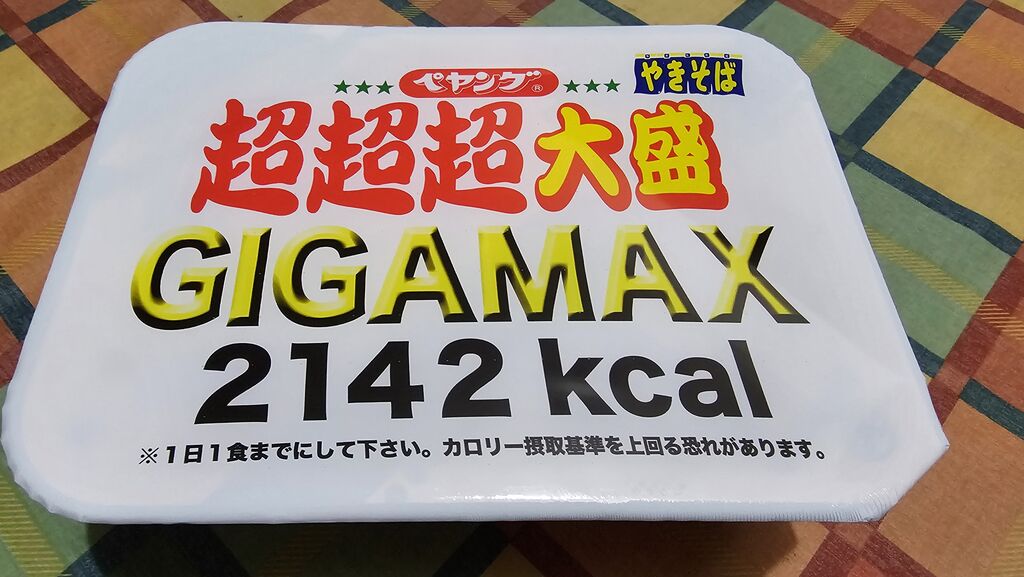 ★★★ ペヤング® ★★★ やきそば
超超超大盛
GIGAMAX
2142 kcal
※1日1食までにして下さい。カロリー摂取基準を上回る恐れがあります。